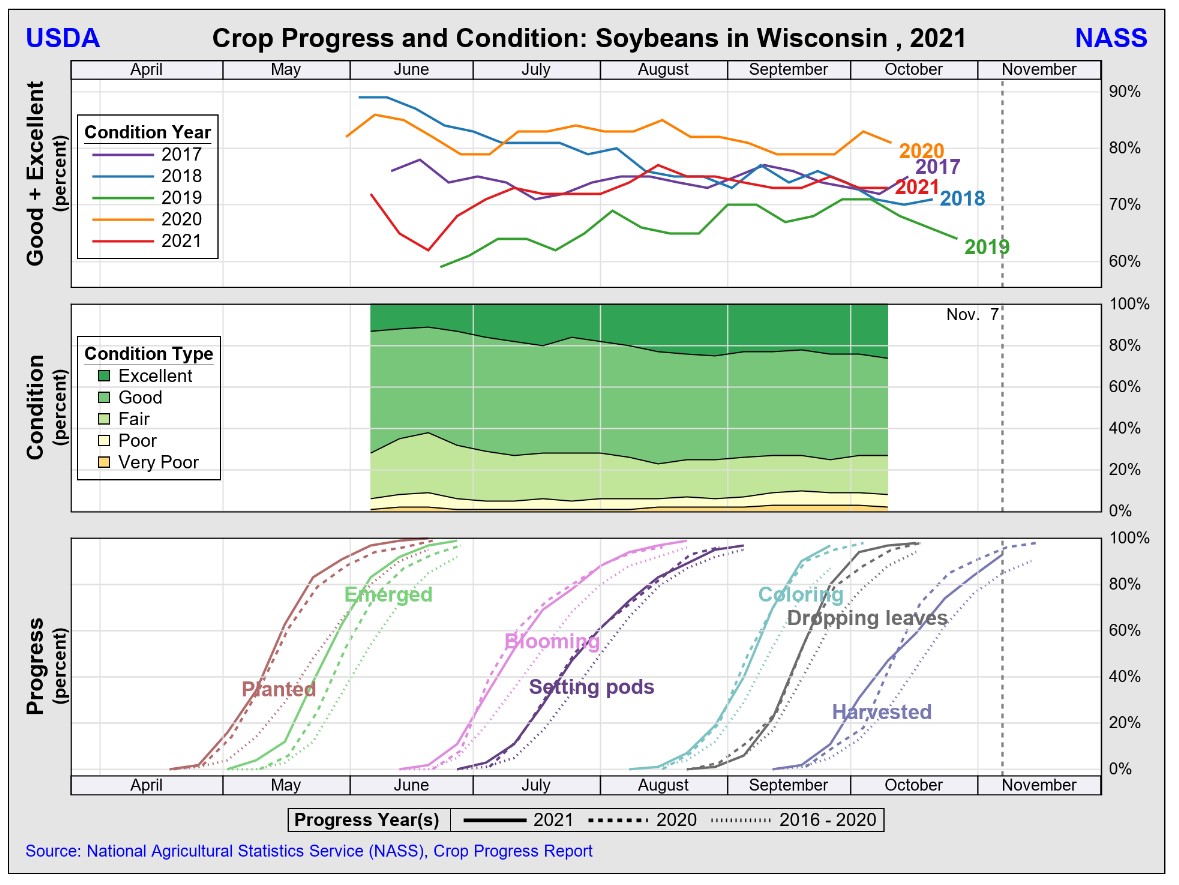 USDA Crop Progress and Condition: Soybeans in Wisconsin , 2021 NASS
April May June July August September October November
Good + Excellent
(percent)
90%
80%
70%
60%
Condition Year
2017
2018
2019
2020
2021
2020
2017
2021
2018
2019
Condition
(percent)
100%
80%
60%
40%
20%
0%
Nov. 7
Condition Type
Excellent
Good
Fair
Poor
Very Poor
Progress
(percent)
100%
80%
60%
40%
20%
0%
Planted
Emerged
Blooming
Setting pods
Coloring
Dropping leaves
Harvested
April May June July August September October November
Progress Year(s) 2021 2020 2016 - 2020
Source: National Agricultural Statistics Service (NASS), Crop Progress Report